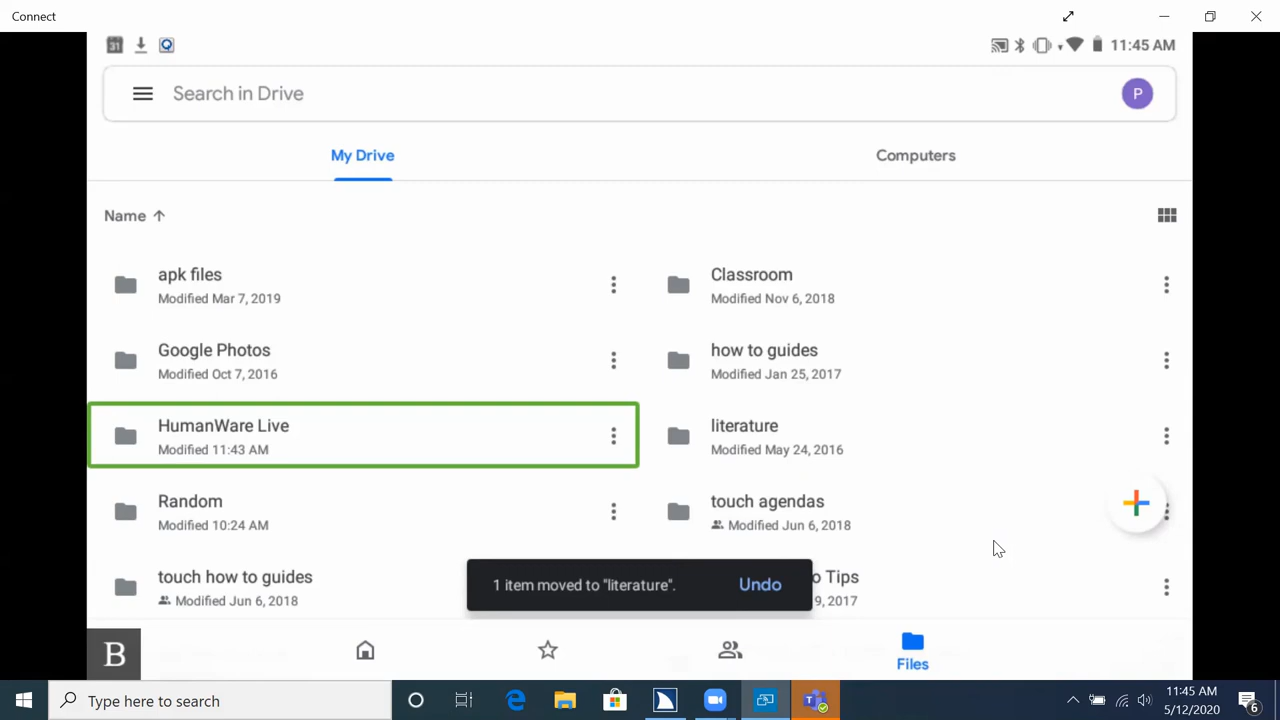 Connect
31
11:45 AM
Search in Drive
P
My Drive
Computers
Name
apk files
Modified Mar 7, 2019
Classroom
Modified Nov 6, 2018
Google Photos
Modified Oct 7, 2016
how to guides
Modified Jan 25, 2017
HumanWare Live
Modified 11:43 AM
literature
Modified May 24, 2016
Random
Modified 10:24 AM
touch agendas
Modified Jun 6, 2018
touch how to guides
Modified Jun 6, 2018
o Tips
9, 2017
1 item moved to "literature".
Undo
B
Files
Type here to search
11:45 AM
5/12/2020
6